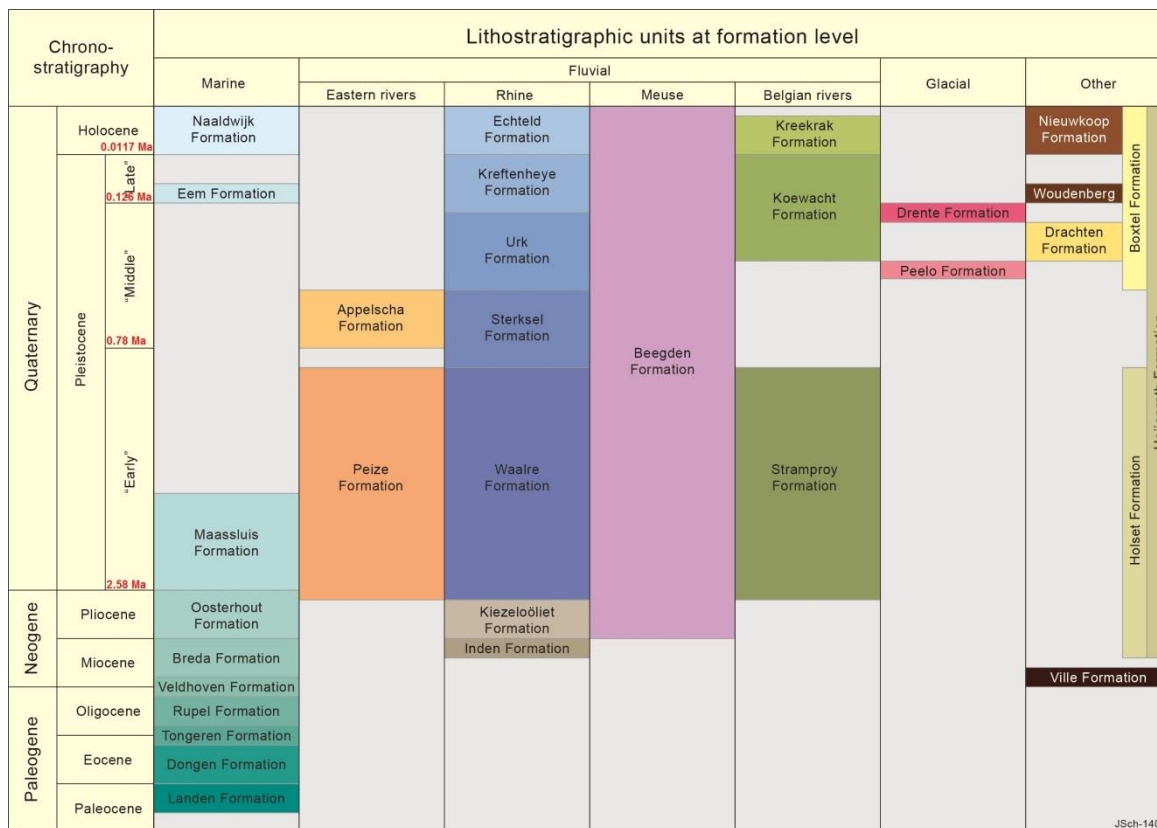 Chrono-
stratigraphy
Lithostratigraphic units at formation level
Marine
Fluvial
Glacial
Other
Eastern rivers
Rhine
Meuse
Belgian rivers
Quaternary
Pleistocene
Holocene
0.0117 Ma
"Late"
0.126 Ma
"Middle"
0.78 Ma
"Early"
2.58 Ma
Neogene
Pliocene
Miocene
Paleogene
Oligocene
Eocene
Paleocene
Naaldwijk
Formation
Eem Formation
Maassluis
Formation
Oosterhout
Formation
Breda Formation
Veldhoven Formation
Rupel Formation
Tongeren Formation
Dongen Formation
Landen Formation
Appelscha
Formation
Peize
Formation
Echteld
Formation
Kreftenheye
Formation
Urk
Formation
Sterksel
Formation
Waalre
Formation
Kiezeloöliet
Formation
Inden Formation
Beegden
Formation
Kreekrak
Formation
Koewacht
Formation
Stramproy
Formation
Drente Formation
Peelo Formation
Nieuwkoop
Formation
Woudenberg
Drachten
Formation
Boxtel Formation
Holset Formation
Ville Formation
JSch-140